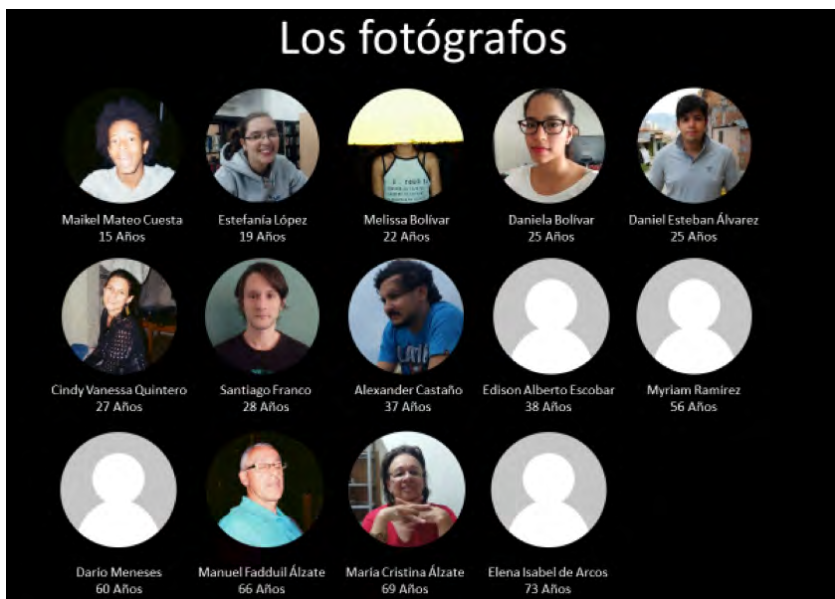 Los fotógrafos
Maikel Mateo Cuesta
15 Años
Estefanía López
19 Años
Melissa Bolívar
22 Años
Daniela Bolívar
25 Años
Daniel Esteban Álvarez
25 Años
Cindy Vanessa Quintero
27 Años
Santiago Franco
28 Años
Alexander Castaño
37 Años
Edison Alberto Escobar
38 Años
Myriam Ramirez
56 Años
Darío Meneses
60 Años
Manuel Fadduil Álzate
66 Años
María Cristina Álzate
69 Años
Elena Isabel de Arcos
73 Años